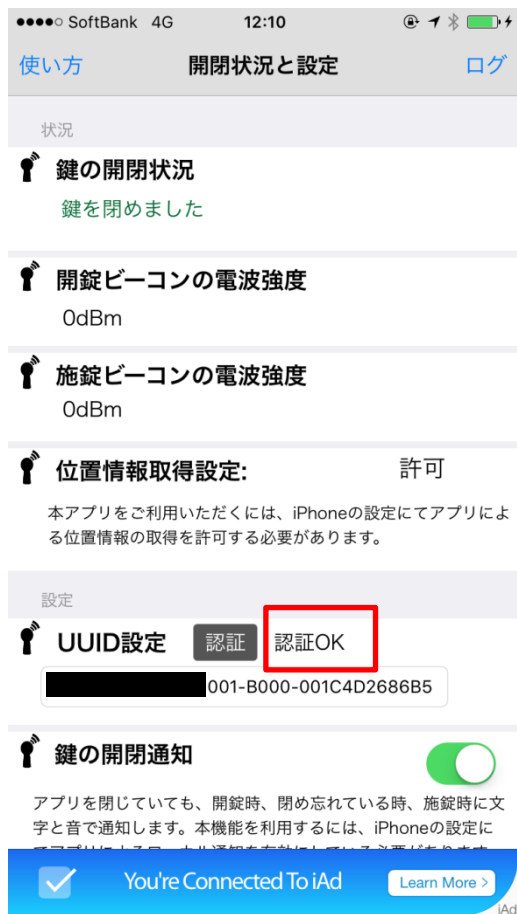 SoftBank 4G 12:10
使い方 開閉状況と設定 ログ
状況
鍵の開閉状況
鍵を閉めました
開錠ビーコンの電波強度
0dBm
施錠ビーコンの電波強度
0dBm
位置情報取得設定: 許可
本アプリをご利用いただくには、iPhoneの設定にてアプリによ
る位置情報の取得を許可する必要があります。
設定
UUID設定 認証 認証OK
001-B000-001C4D2686B5
鍵の開閉通知
アプリを閉じていても、開錠時、閉め忘れている時、施錠時に文
字と音で通知します。本機能を利用するには、iPhoneの設定に
You're Connected To iAd Learn More >
iAd